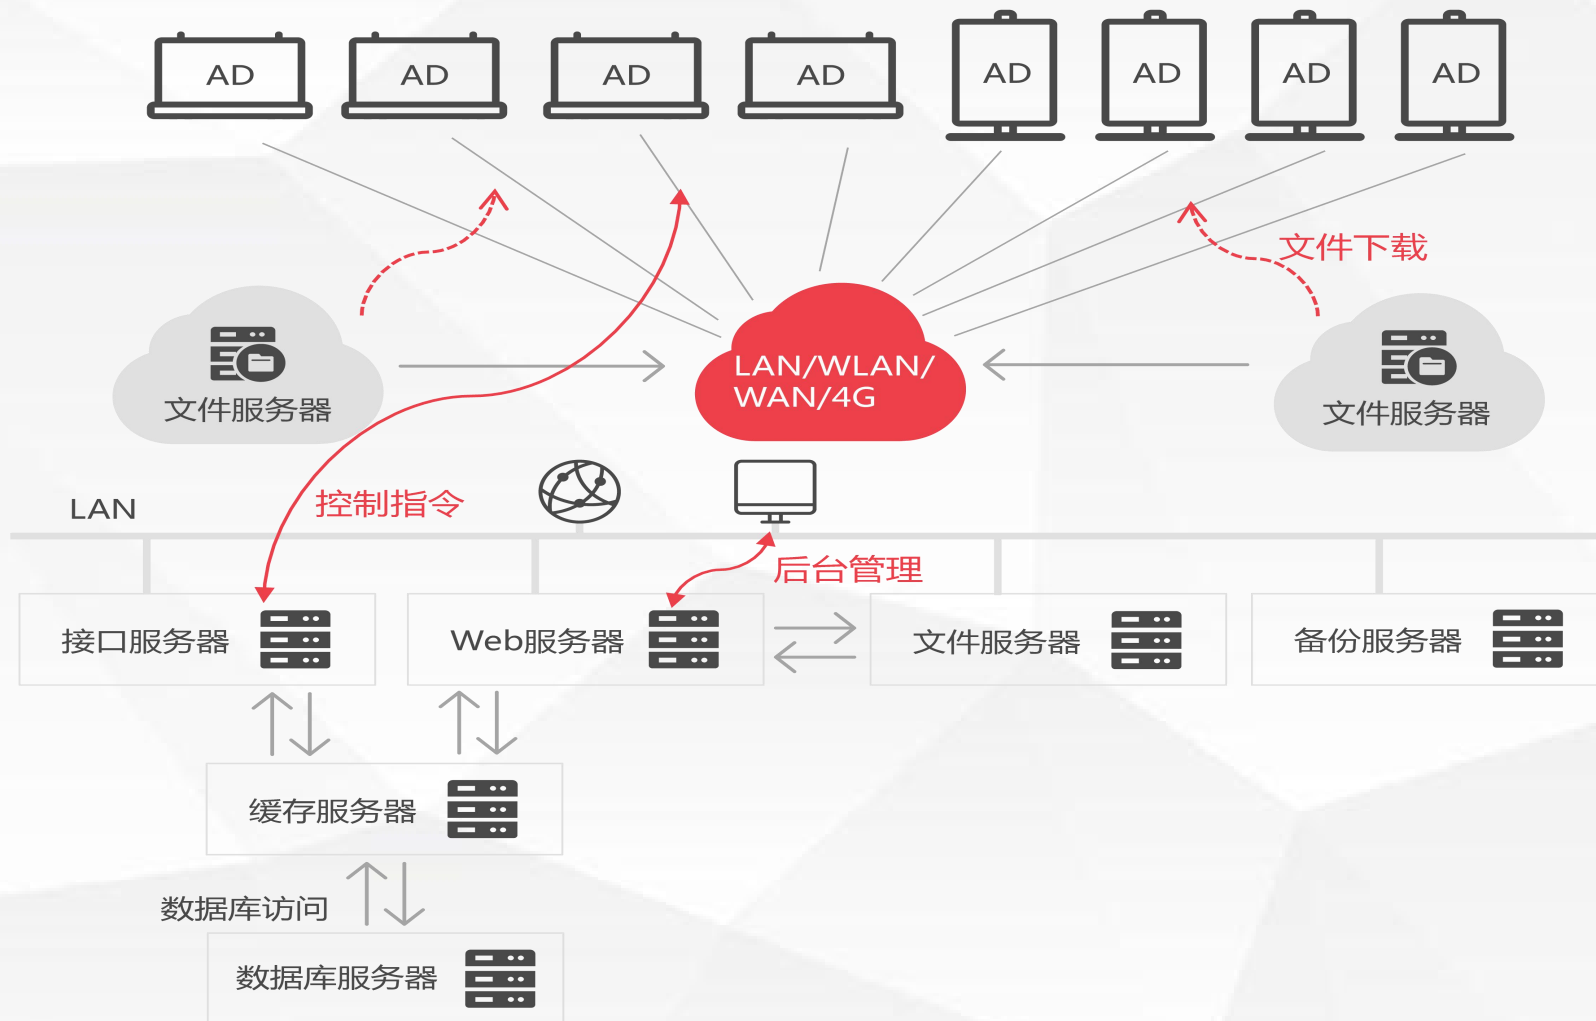 AD
AD
AD
AD
AD
AD
AD
AD
文件下载
LAN/WLAN/
WAN/4G
文件服务器
文件服务器
LAN
控制指令
后台管理
接口服务器
Web服务器
文件服务器
备份服务器
缓存服务器
数据库访问
数据库服务器